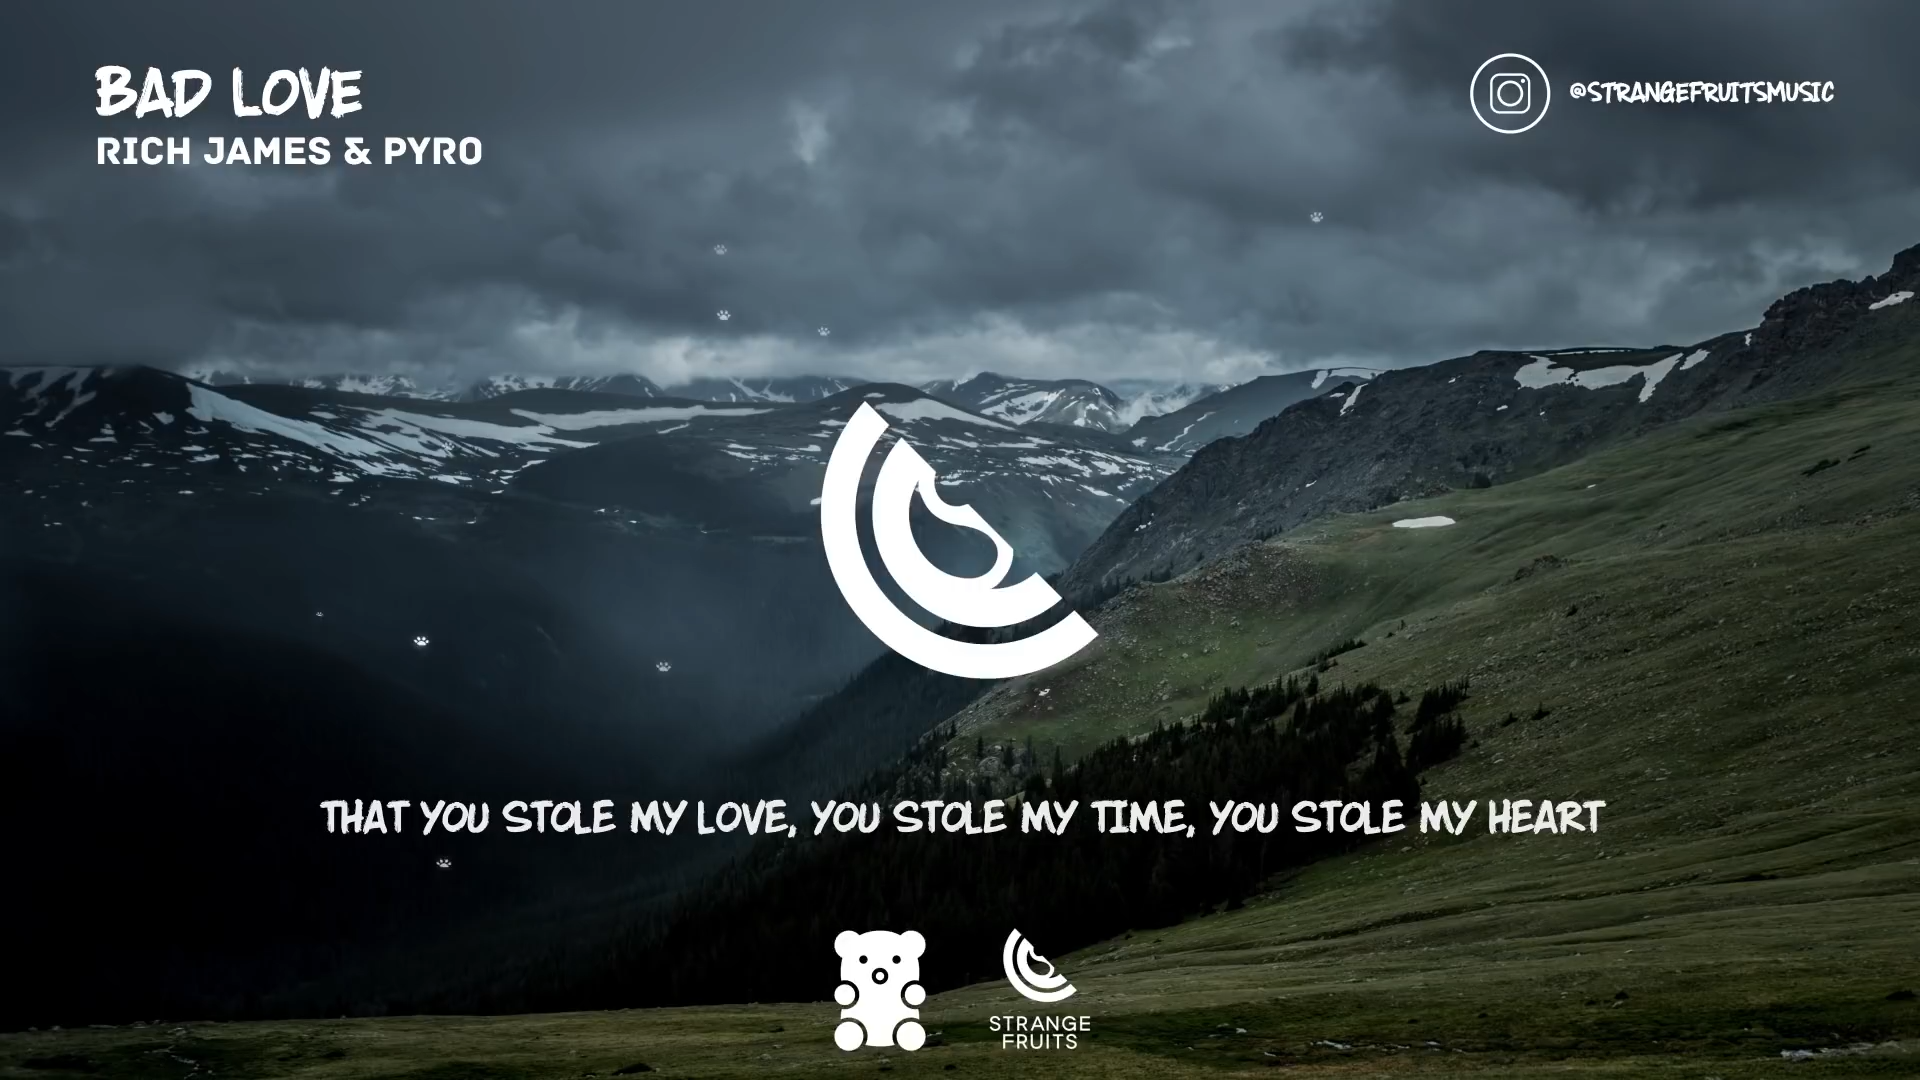 BAD LOVE
RICH JAMES & PYRO
@STRANGEFRUITSMUSIC
THAT YOU STOLE MY LOVE, YOU STOLE MY TIME, YOU STOLE MY HEART
STRANGE
FRUITS